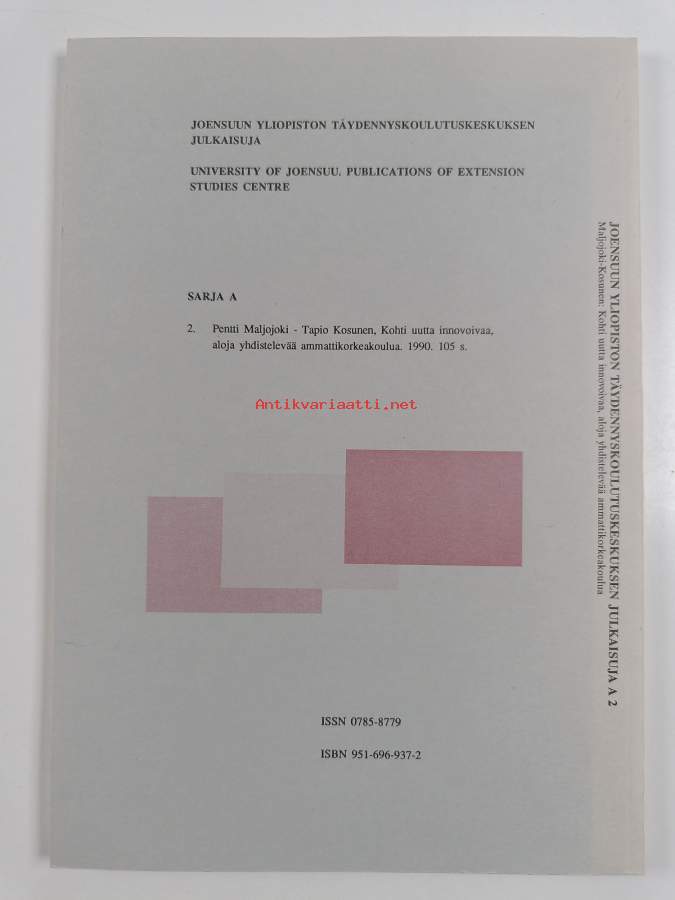 JOENSUUN YLIOPISTON TÄYDENNYSKOULUTUSKESKUKSEN
JULKAISUJA
UNIVERSITY OF JOENSUU. PUBLICATIONS OF EXTENSION
STUDIES CENTRE
SARJA A
2. Pentti Maljojoki - Tapio Kosunen, Kohti uutta innovoivaa,
aloja yhdistelevää ammattikorkeakoulua. 1990. 105 s.
Antikvariaatti.net
ISSN 0785-8779
ISBN 951-696-937-2
JOENSUUN YLIOPISTON TÄYDENNYSKOULUTUSKESKUKSEN JULKAISUJA A 2
Maljojoki-Kosunen: Kohti uutta innovoivaa, aloja yhdistelevää ammattikorkeakoulua